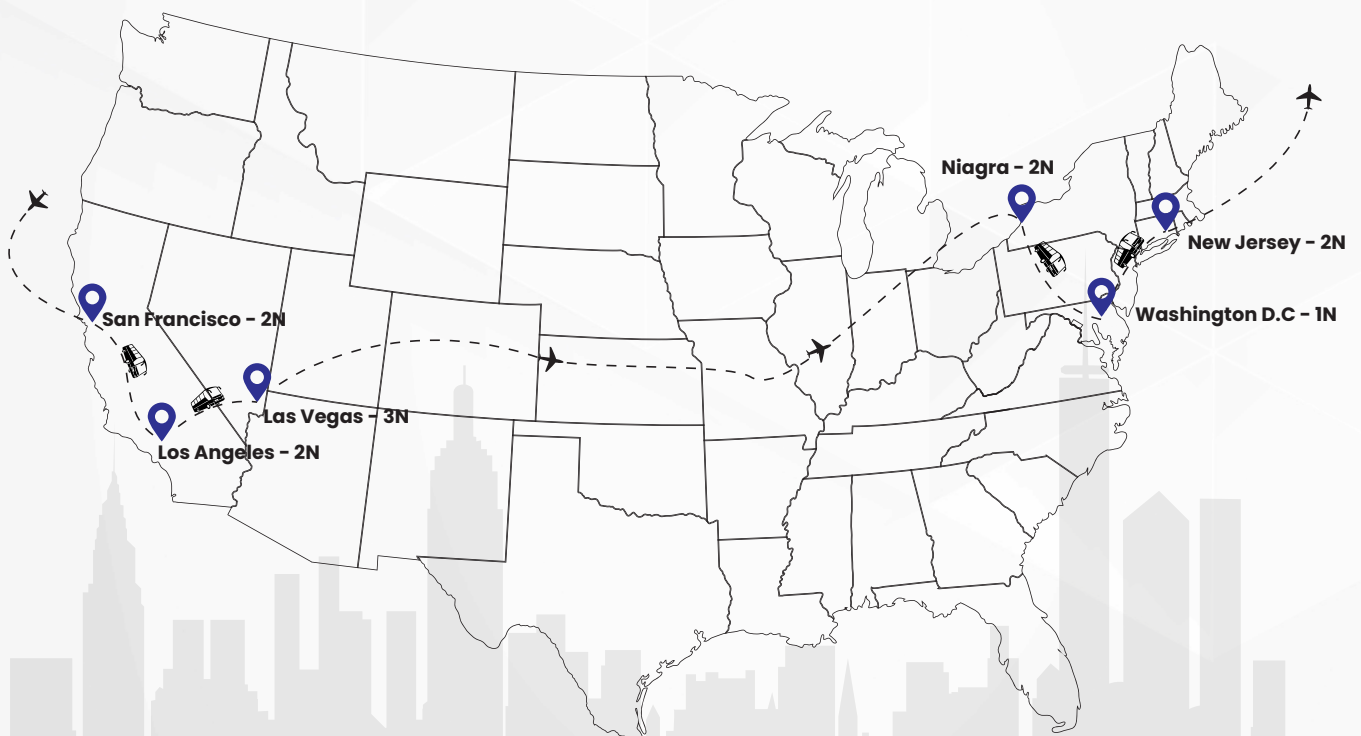 Niagra - 2N
New Jersey - 2N
Washington D.C - 1N
San Francisco - 2N
Las Vegas - 3N
Los Angeles - 2N